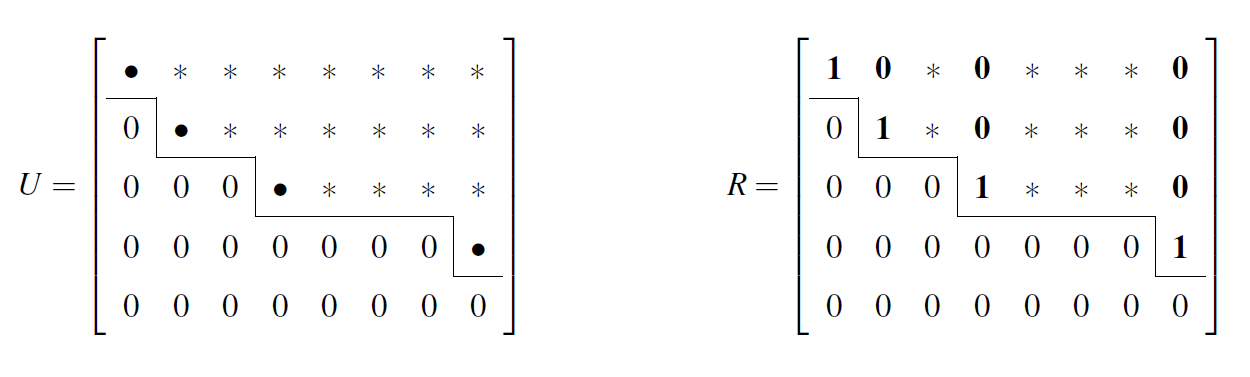 • * * * * * * * 1 0 * 0 * * * 0
0 • * * * * * * 0 1 * 0 * * * 0
U = 0 0 0 • * * * * R = 0 0 0 1 * * * 0
0 0 0 0 0 0 0 • 0 0 0 0 0 0 0 1
0 0 0 0 0 0 0 0 0 0 0 0 0 0 0 0